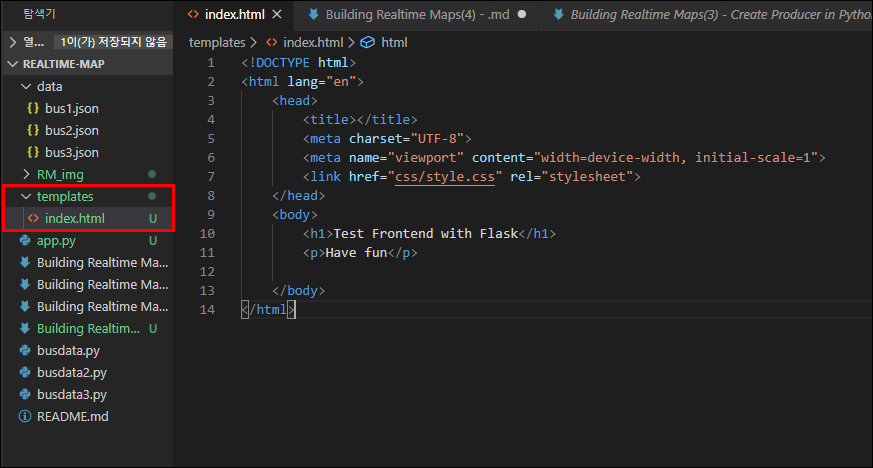 탐색기
열... 1이(가) 저장되지 않음
REALTIME-MAP
data
bus1.json
bus2.json
bus3.json
RM_img
templates
index.html U
app.py U
Building Realtime Ma...
Building Realtime Ma...
Building Realtime Ma...
Building Realtim... U
busdata.py
busdata2.py
busdata3.py
README.md
index.html Building Realtime Maps(4) - .md Building Realtime Maps(3) - Create Producer in Python
templates > index.html > html
1 <!DOCTYPE html>
2 <html lang="en">
3 <head>
4 <title></title>
5 <meta charset="UTF-8">
6 <meta name="viewport" content="width=device-width, initial-scale=1">
7 <link href="css/style.css" rel="stylesheet">
8 </head>
9 <body>
10 <h1>Test Frontend with Flask</h1>
11 <p>Have fun</p>
12
13 </body>
14 </html>